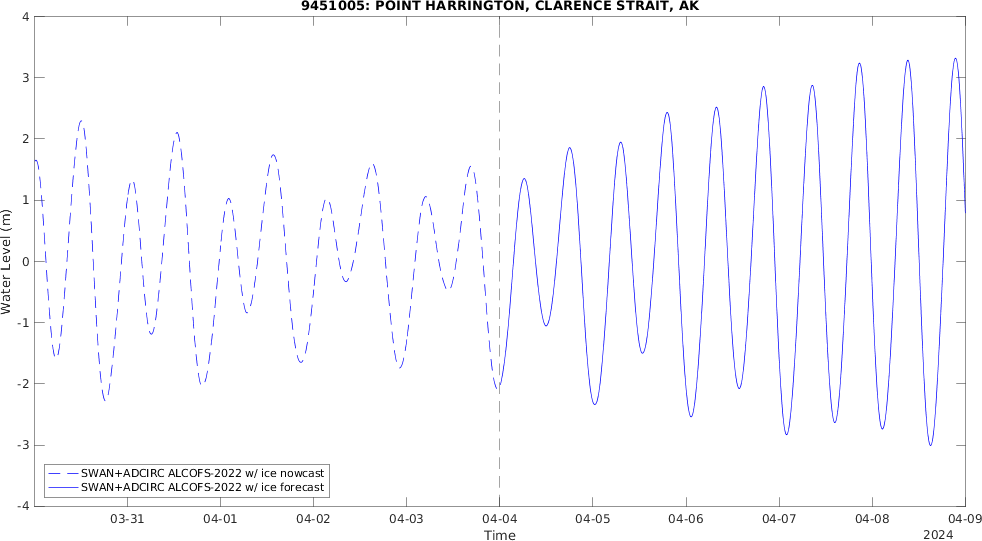 9451005: POINT HARRINGTON, CLARENCE STRAIT, AK
Water Level (m)
4
3
2
1
0
-1
-2
-3
-4
SWAN+ADCIRC ALCOFS-2022 w/ ice nowcast
SWAN+ADCIRC ALCOFS-2022 w/ ice forecast
03-31 04-01 04-02 04-03 04-04 04-05 04-06 04-07 04-08 04-09
Time
2024